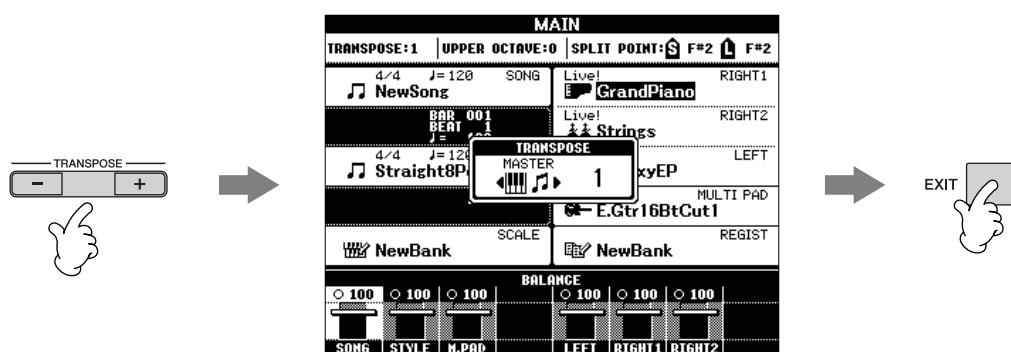 TRANSPOSE
- +
MAIN
TRANSPOSE:1 UPPER OCTAVE:0 SPLIT POINT: S F#2 L F#2
4/4 ♩=120 SONG
NewSong
BAR 001
BEAT 1
4/4
TRANSPOSE
MASTER
1
SCALE
NewBank
Live! RIGHT1
GrandPiano
Live! RIGHT2
Strings
LEFT
MULTI PAD
E.Gtr16BtCut1
REGIST
NewBank
BALANCE
100 100 100 100 100 100
SONG STYLE M.PAD LEFT RIGHT1 RIGHT2
EXIT